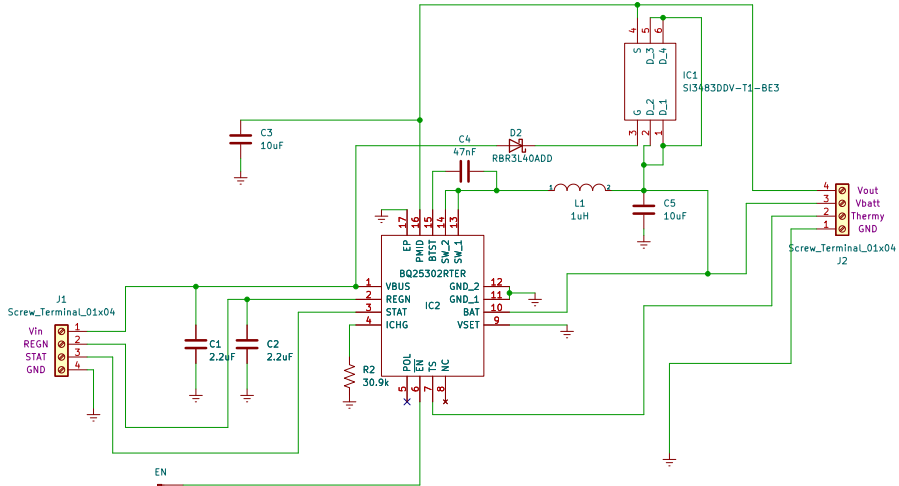 S
D_3
D_4
4
5
6
IC1
SI3483DDV-T1-BE3
G
D_2
D_1
3
2
1
C3
10uF
C4
47nF
D2
RBR3L40ADD
1
2
L1
1uH
C5
10uF
4
3
2
1
Vout
Vbatt
Thermy
GND
Screw_Terminal_01x04
J2
17
16
15
14
13
EP
PMID
BTST
SW_2
SW_1
BQ25302RTER
IC2
1
VBUS
2
REGN
3
STAT
4
ICHG
12
GND_2
11
GND_1
10
BAT
9
VSET
POL
EN
TS
NC
5
6
7
8
J1
Screw_Terminal_01x04
Vin
1
REGN
2
STAT
3
GND
4
C1
2.2uF
C2
2.2uF
R2
30.9k
EN